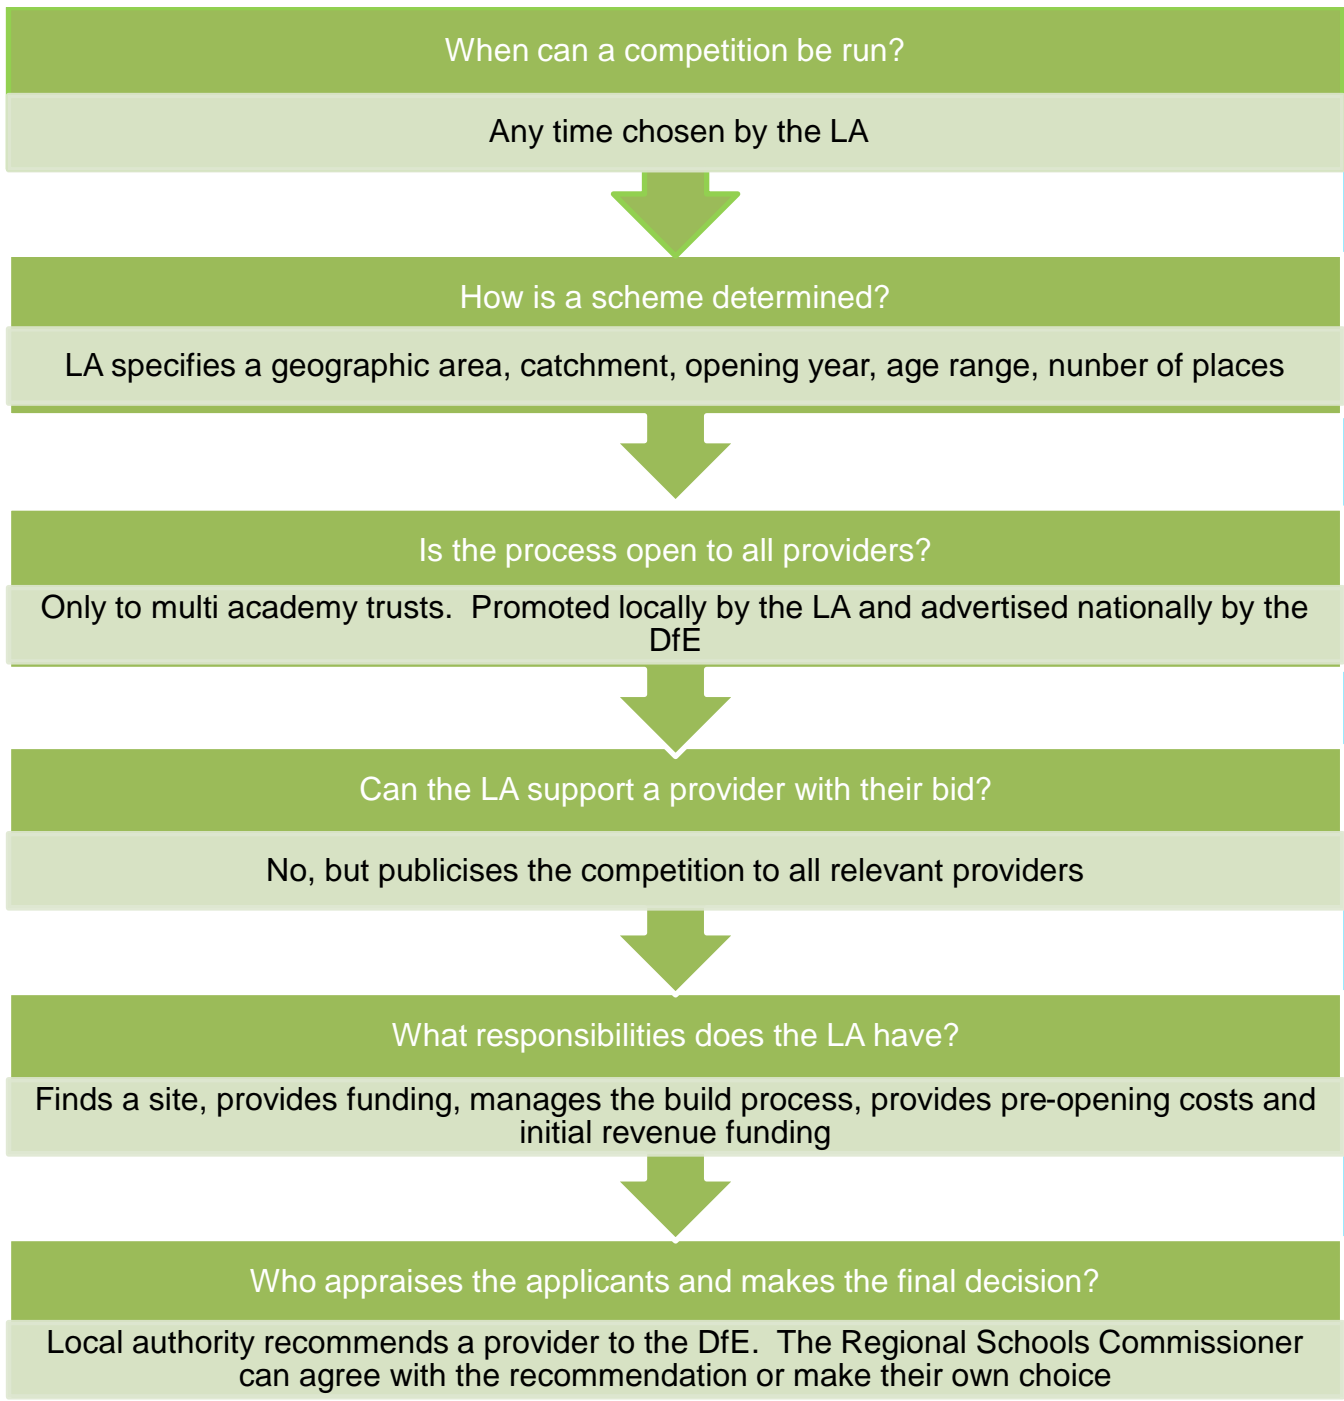 When can a competition be run?
Any time chosen by the LA
How is a scheme determined?
LA specifies a geographic area, catchment, opening year, age range, nunber of places
Is the process open to all providers?
Only to multi academy trusts.  Promoted locally by the LA and advertised nationally by the
DfE
Can the LA support a provider with their bid?
No, but publicises the competition to all relevant providers
What responsibilities does the LA have?
Finds a site, provides funding, manages the build process, provides pre-opening costs and
initial revenue funding
Who appraises the applicants and makes the final decision?
Local authority recommends a provider to the DfE.  The Regional Schools Commissioner
can agree with the recommendation or make their own choice